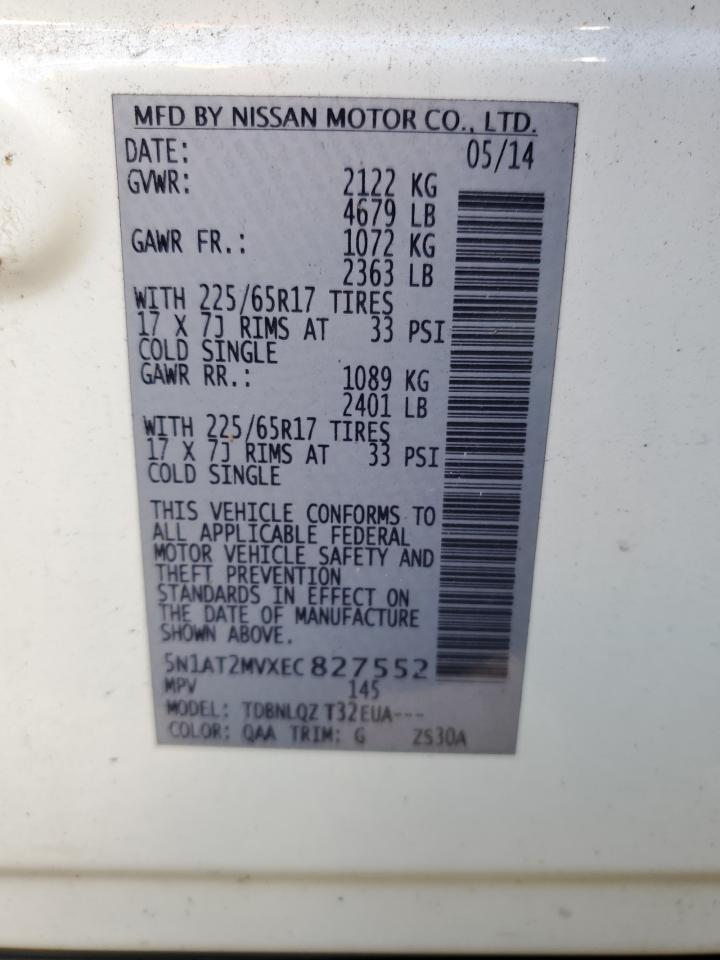 MFD BY NISSAN MOTOR CO., LTD.
DATE: 05/14
GVWR: 2122 KG
4679 LB
GAWR FR.: 1072 KG
2363 LB
WITH 225/65R17 TIRES
17 X 7J RIMS AT 33 PSI
COLD SINGLE
GAWR RR.: 1089 KG
2401 LB
WITH 225/65R17 TIRES
17 X 7J RIMS AT 33 PSI
COLD SINGLE
THIS VEHICLE CONFORMS TO
ALL APPLICABLE FEDERAL
MOTOR VEHICLE SAFETY AND
THEFT PREVENTION
STANDARDS IN EFFECT ON
THE DATE OF MANUFACTURE
SHOWN ABOVE.
5N1AT2MVXEC827552
MPV 145
MODEL: TDBNLQZ T32EUA---
COLOR: QAA TRIM: G ZS30A